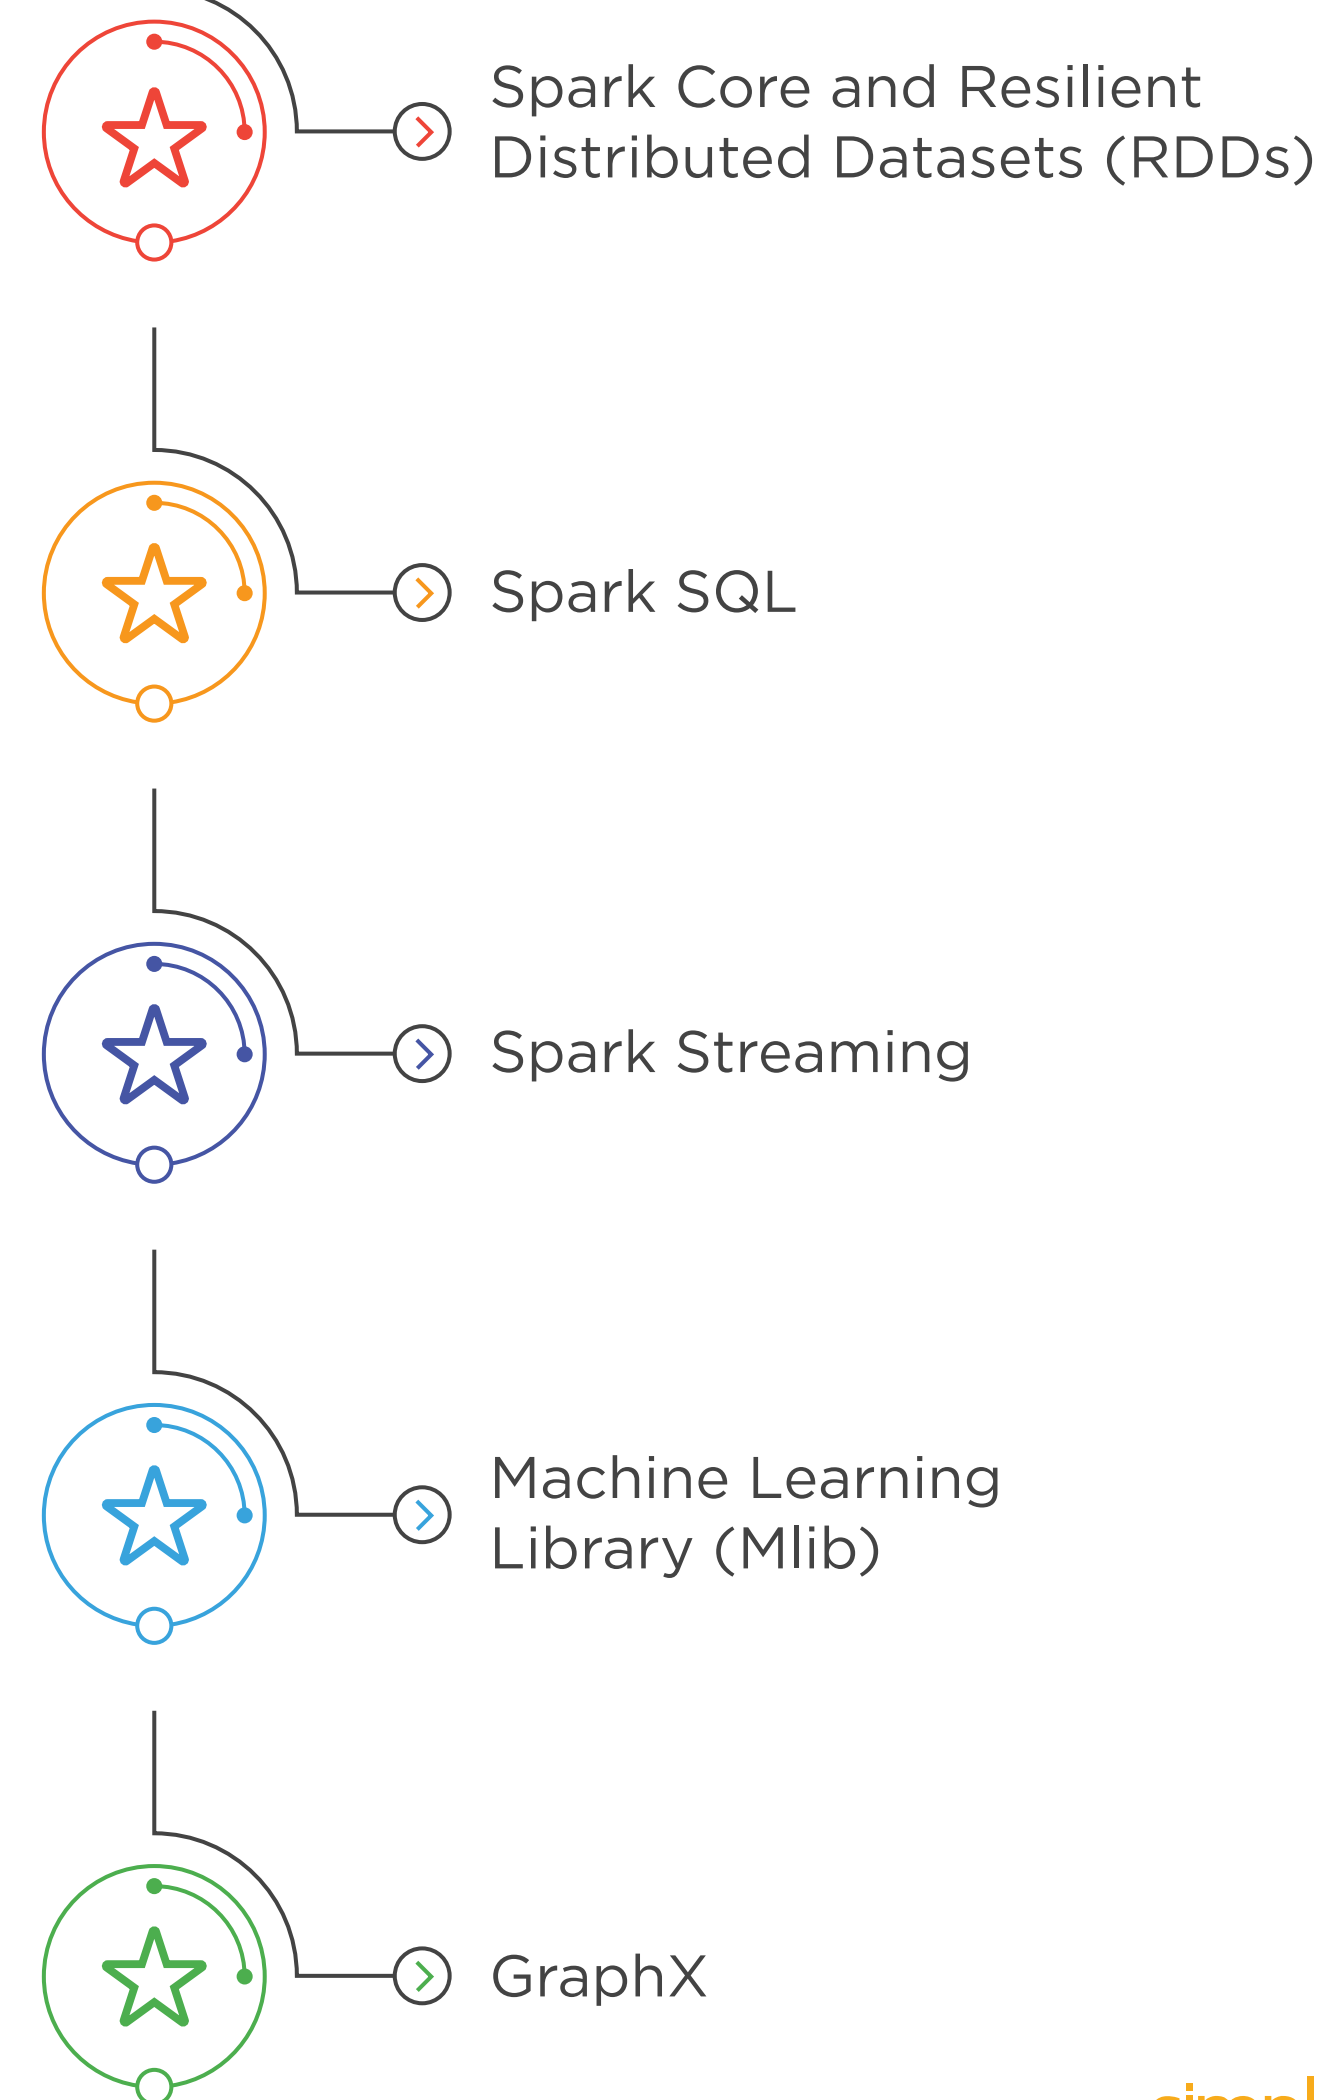 Spark Core and Resilient
Distributed Datasets (RDDs)
Spark SQL
Spark Streaming
Machine Learning
Library (Mlib)
GraphX